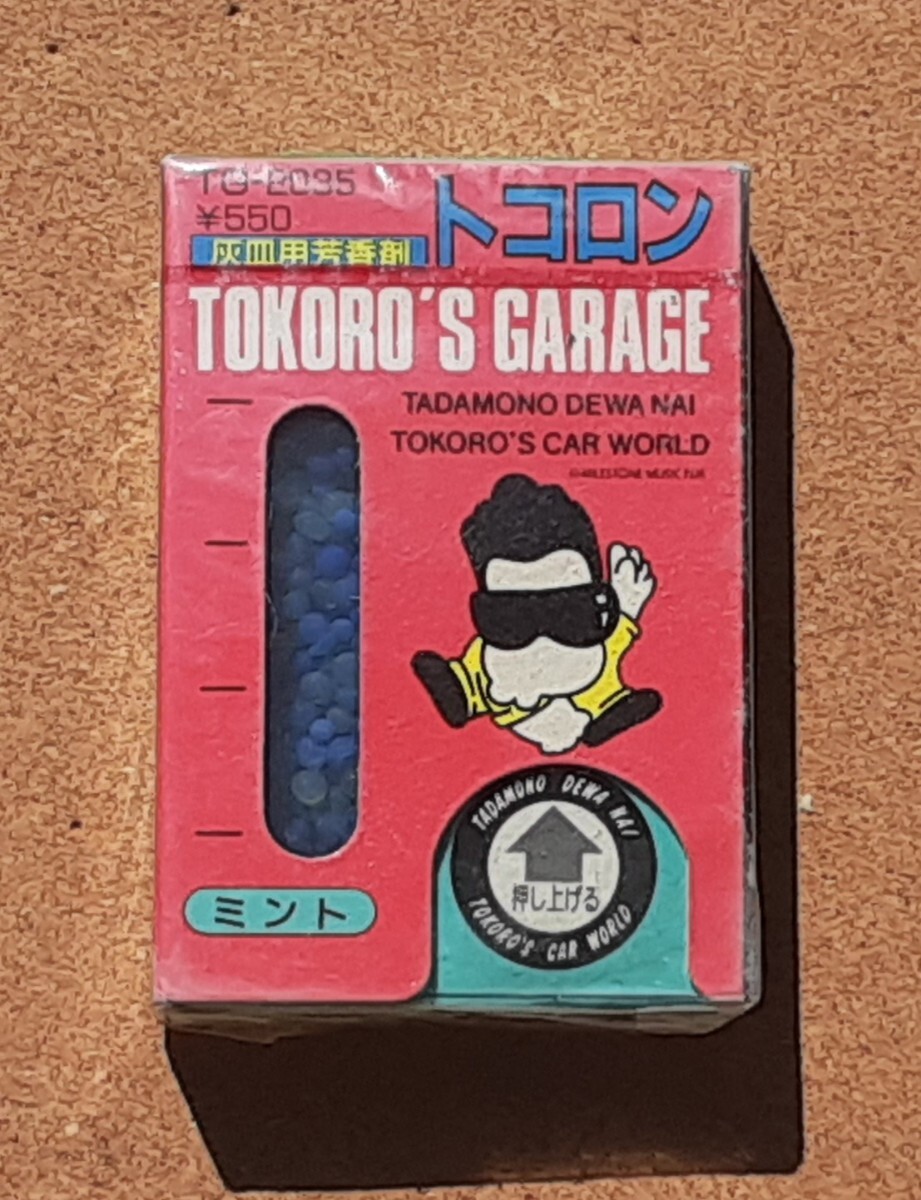 TG-2035
¥550
灰皿用芳香剤
トコロン
TOKORO'S GARAGE
TADAMONO DEWA NAI
TOKORO'S CAR WORLD
ミント
TADAMONO DEWA NAI
押し上げる
TOKORO'S CAR WORLD